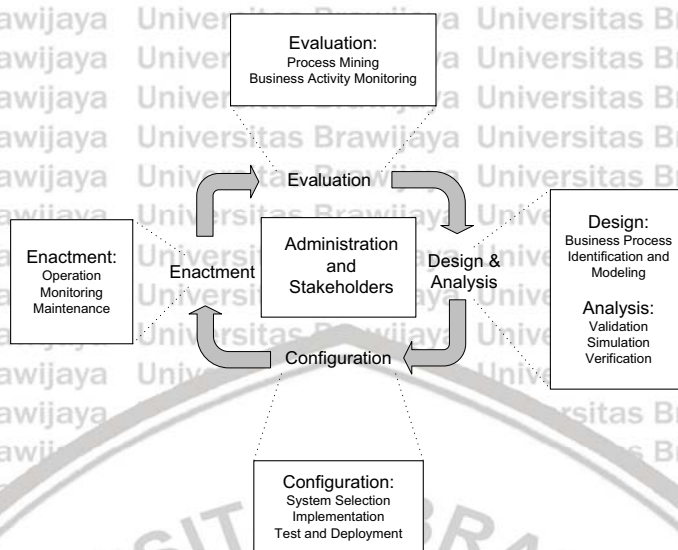 Evaluation:
Process Mining
Business Activity Monitoring
Evaluation
Administration
and
Stakeholders
Design &
Analysis
Design:
Business Process
Identification and
Modeling
Analysis:
Validation
Simulation
Verification
Enactment:
Operation
Monitoring
Maintenance
Enactment
Configuration
Configuration:
System Selection
Implementation
Test and Deployment
Universitas Brawijaya